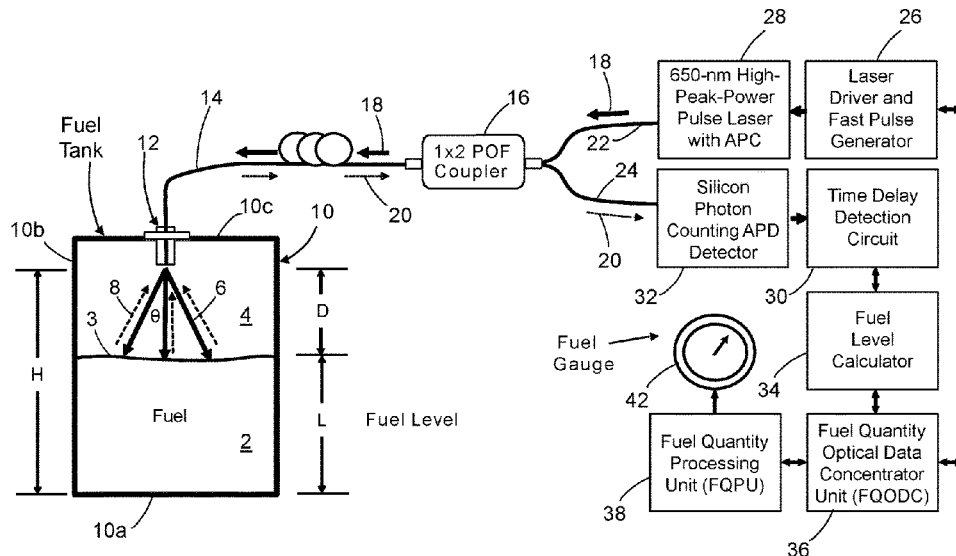 28
26
18
650-nm High-
Peak-Power
Pulse Laser
with APC
Laser
Driver and
Fast Pulse
Generator
16
14
18
22
Fuel
Tank
12
1x2 POF
Coupler
24
20
10c
10b
10
20
Silicon
Photon
Counting APD
Detector
Time Delay
Detection
Circuit
32
30
8
θ
6
4
3
D
H
Fuel
Gauge
42
Fuel
Level
Calculator
34
Fuel
L
Fuel Level
2
10a
Fuel Quantity
Processing
Unit (FQPU)
38
Fuel Quantity
Optical Data
Concentrator
Unit (FQODC)
36